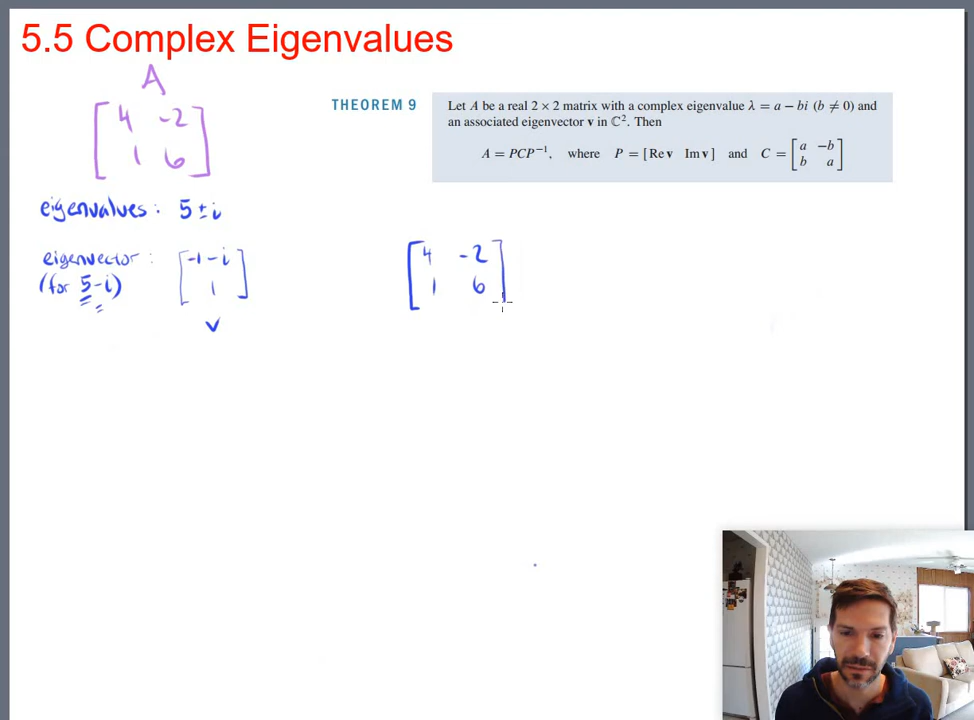 5.5 Complex Eigenvalues
A
[4 -2
1 6]
THEOREM 9
Let A be a real 2 × 2 matrix with a complex eigenvalue λ = a − bi (b ≠ 0) and
an associated eigenvector v in ℂ². Then
A = PCP⁻¹, where P = [Re v Im v] and C = [a −b
b a]
eigenvalues: 5 ± i
eigenvector: [-1 - i
(for 5-i) 1]
v
[4 -2
1 6]